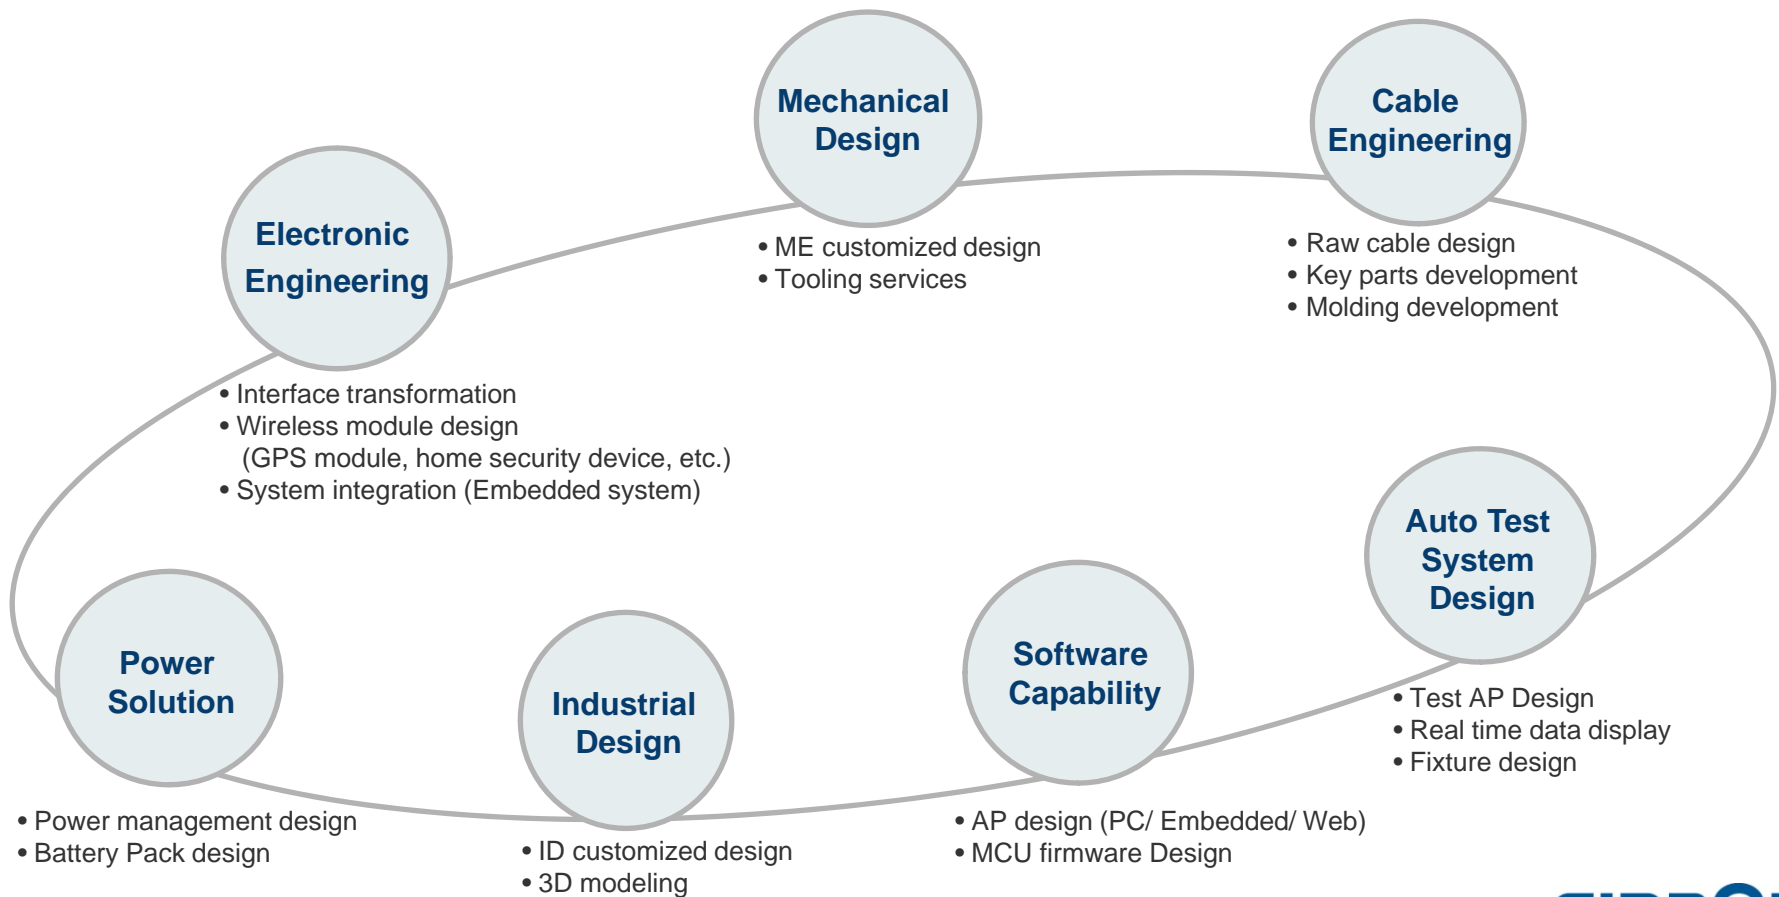 Mechanical
Design
• ME customized design
• Tooling services
Cable
Engineering
• Raw cable design
• Key parts development
• Molding development
Electronic
Engineering
• Interface transformation
• Wireless module design
(GPS module, home security device, etc.)
• System integration (Embedded system)
Auto Test
System
Design
• Test AP Design
• Real time data display
• Fixture design
Power
Solution
• Power management design
• Battery Pack design
Industrial
Design
• ID customized design
• 3D modeling
Software
Capability
• AP design (PC/ Embedded/ Web)
• MCU firmware Design